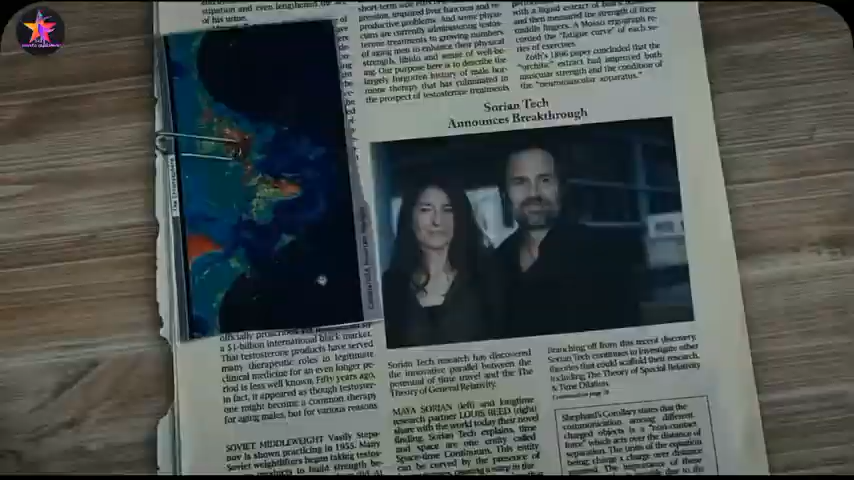 stipation and even lengthened the arc
of his urine.
short-term side
pression, impaired liver function and re-
productive problems. And some physi-
cians are currently administering testos-
terone treatments to growing numbers
of aging men to enhance their physical
strength, libido and sense of well-be-
ing. Our purpose here is to describe the
largely forgotten history of male hor-
mone therapy that has culminated in
the prospect of testosterone treatments
with a liquid extract of
and then measured the strength of their
middle fingers. A Mosso ergograph re-
corded the "fatigue curve" of each se-
ries of exercises.
Zoth's 1896 paper concluded that the
"orchitic" extract had improved both
muscular strength and the condition of
the "neuromuscular apparatus."
Sorian Tech
Announces Breakthrough
officially proscribed
a $1-billion international black market.
That testosterone products have served
many therapeutic roles in legitimate
clinical medicine for an even longer pe-
riod is less well known. Fifty years ago,
in fact, it appeared as though testoster-
one might become a common therapy
for aging males, but for various reasons
SOVIET MIDDLEWEIGHT Vasily Stepa-
nov is shown practicing in 1955. Many
Soviet weightlifters began taking testos-
terone products to build strength be-
Sorian Tech research has discovered
the innovative parallel between the
potential of time travel and the The
Theory of General Relativity.
MAYA SORIAN (left) and longtime
research partner LOUIS REED (right)
share with the world today their novel
finding. Sorian Tech explains, time
and space are one entity called
Space-time Continuum. This entity
can be curved by the presence of
Branching off from this recent discovery,
Sorian Tech continues to investigate other
theories that could scaffold their research,
including The Theory of Special Relativity
& Time Dilation.
Shephard's Corollary states that the
communication among different
charged objects is a "non-contact
force" which acts over the distance of
separation. The units of the equation
being: change a charge over distance
squared. The importance of these